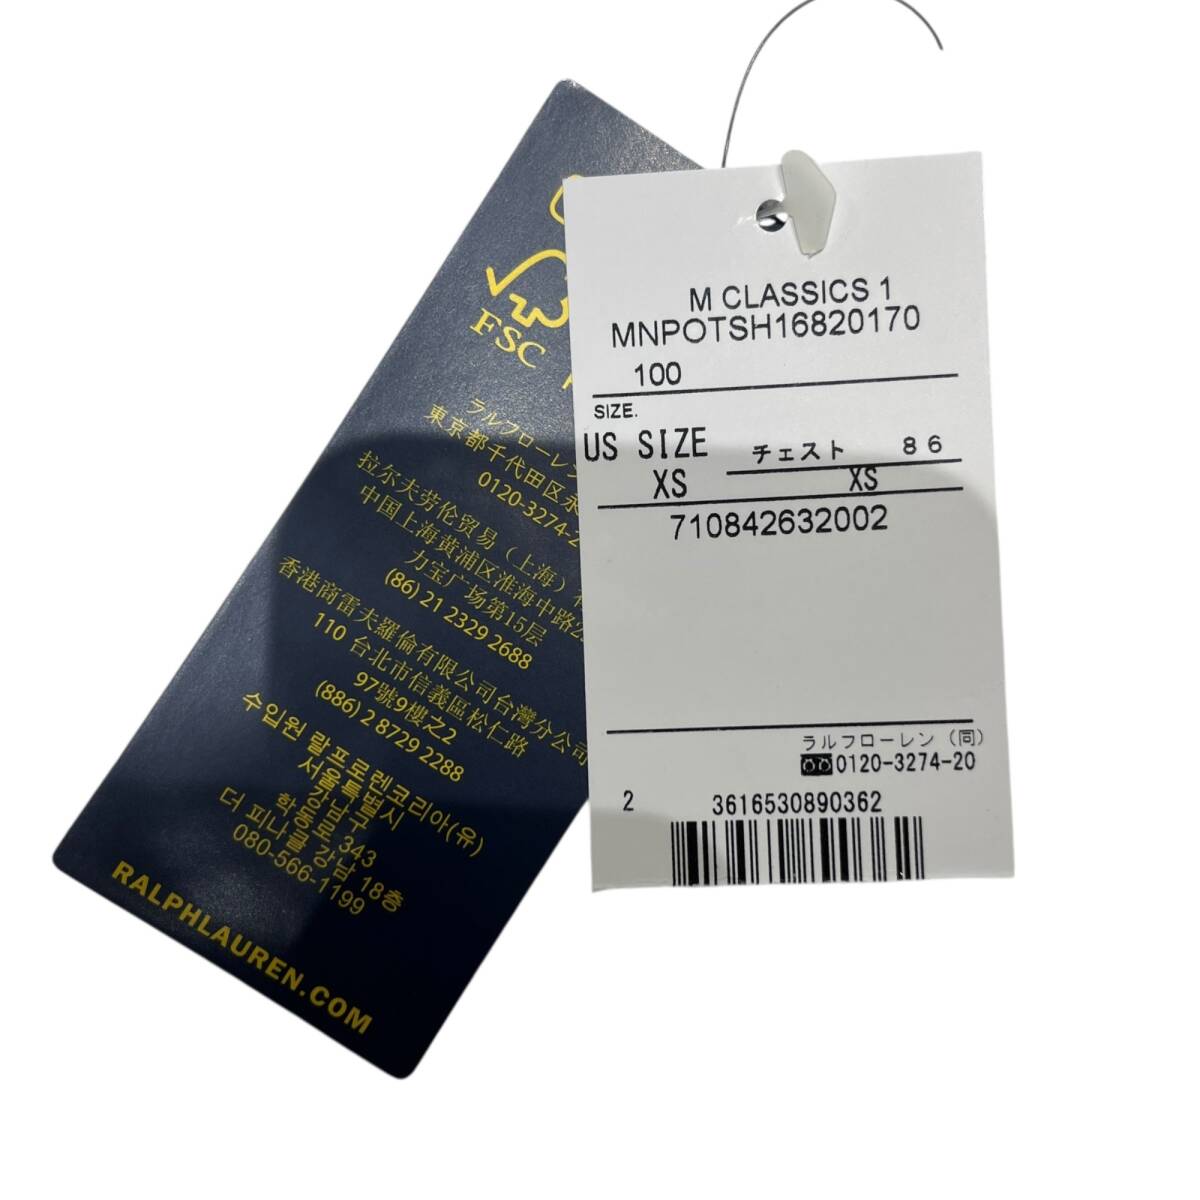 FSC
ラルフローレン
東京都千代田区永
0120-3274-2
拉尔夫劳伦贸易（上海）有
中国上海黄浦区淮海中路2
力宝广场第15层
(86) 21 2329 2688
香港商雷夫羅倫有限公司台灣分公司
110 台北市信義區松仁路
97號9樓之2
(886) 2 8729 2288
수입원 랄프로렌코리아(유)
서울특별시
강남구
학동로 343
더 피나클 강남 18층
080-566-1199
RALPHLAUREN.COM
M CLASSICS 1
MNPOTSH16820170
100
SIZE.
US SIZE チェスト 86
XS XS
710842632002
ラルフローレン（同）
0120-3274-20
2 3616530890362